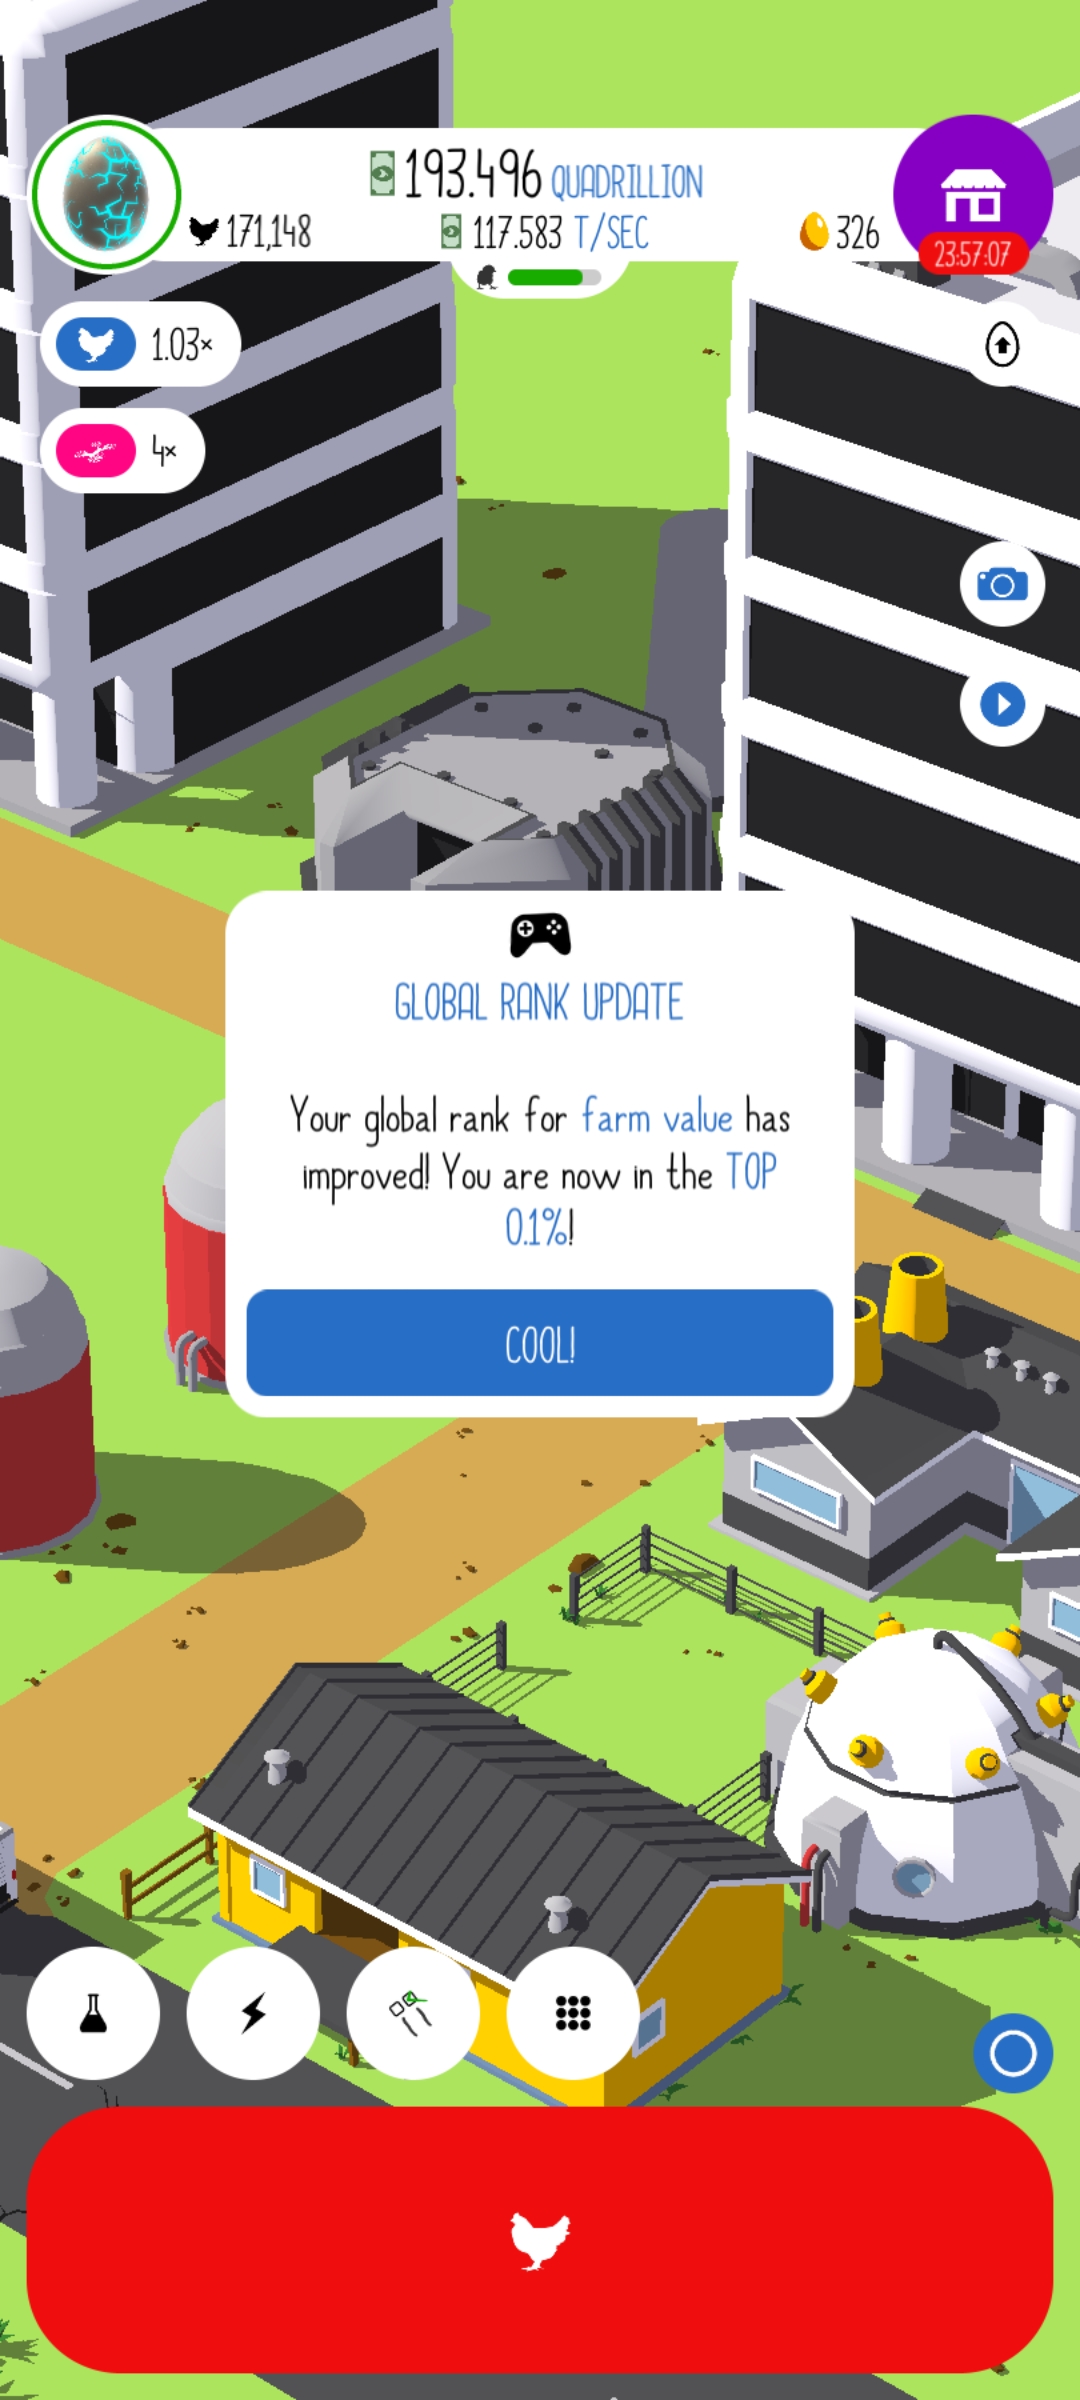 193.496 QUADRILLION
171,148
117.583 T/SEC
326
23:57:07
1.03×
4×
GLOBAL RANK UPDATE
Your global rank for farm value has
improved! You are now in the TOP
0.1%!
COOL!